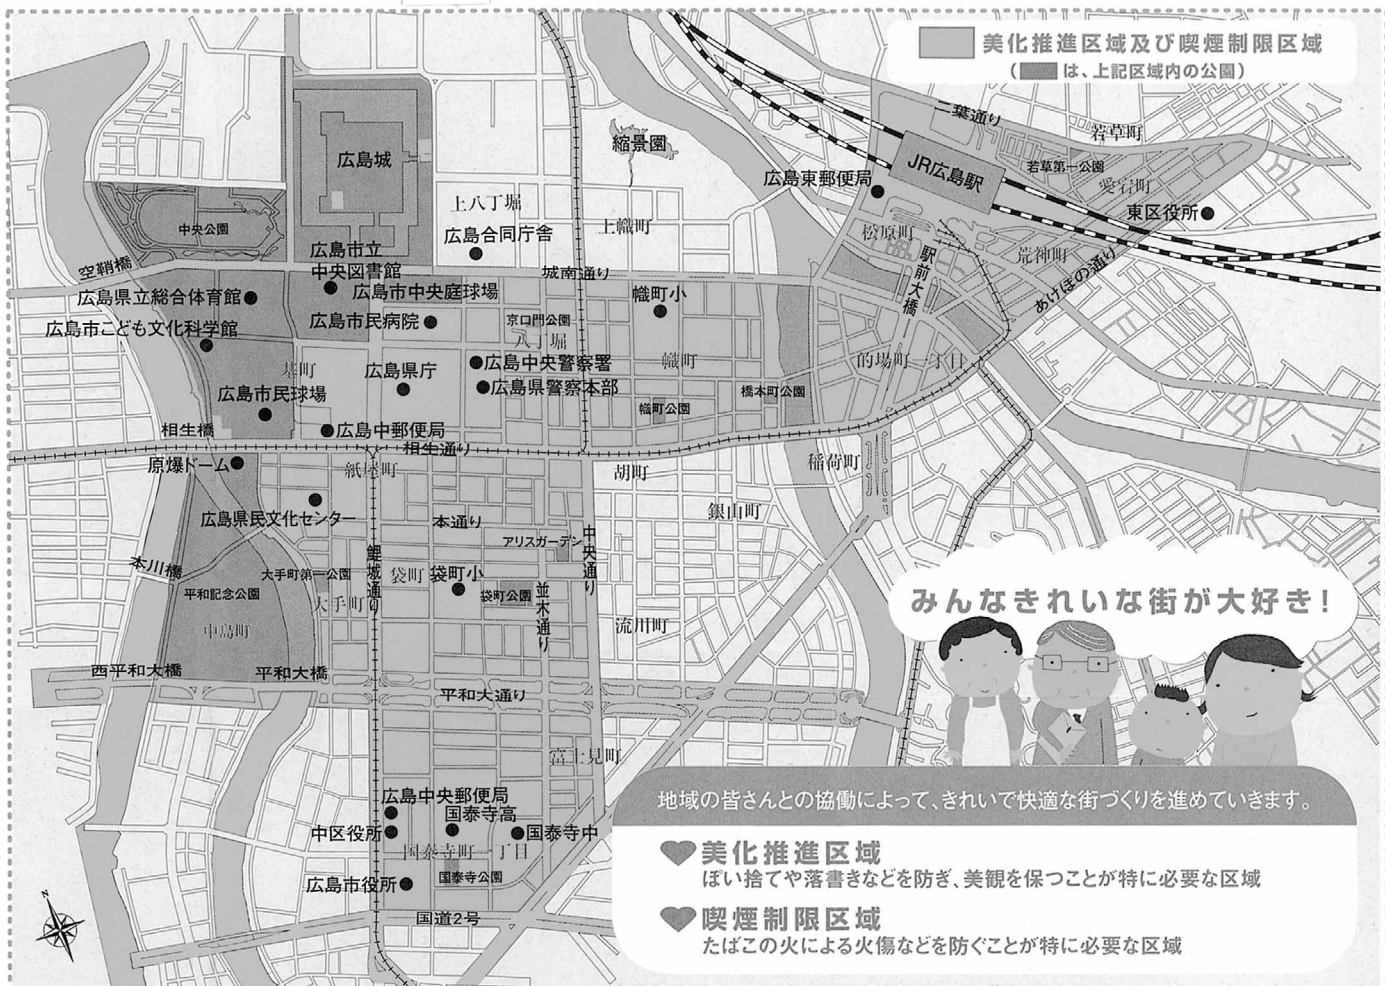 美化推進区域及び喫煙制限区域
(　は、上記区域内の公園)
二葉通り
若草町
縮景園
広島城
JR広島駅
若草第一公園
広島東郵便局
愛宕町
上八丁堀
東区役所
中央公園
上幟町
松原町
広島合同庁舎
広島市立
中央図書館
駅前大橋
荒神町
空鞘橋
城南通り
あけぼの通り
広島県立総合体育館
広島市中央庭球場
幟町小
広島市民病院
京口門公園
広島市こども文化科学館
八丁堀
基町
広島県庁
広島中央警察署
幟町
的場町一丁目
広島県警察本部
広島市民球場
橋本町公園
幟町公園
相生橋
広島中郵便局
相生通り
原爆ドーム
紙屋町
胡町
稲荷町
広島県民文化センター
本通り
銀山町
アリスガーデン
中央通り
本川橋
鯉城通り
大手町第一公園
袋町
袋町小
平和記念公園
大手町
袋町公園
並木通り
中島町
流川町
みんなきれいな街が大好き!
西平和大橋
平和大橋
平和大通り
富士見町
広島中央郵便局
国泰寺高
中区役所
国泰寺中
国泰寺町一丁目
広島市役所
国泰寺公園
国道2号
N
地域の皆さんとの協働によって、きれいで快適な街づくりを進めていきます。
美化推進区域
ぽい捨てや落書きなどを防ぎ、美観を保つことが特に必要な区域
喫煙制限区域
たばこの火による火傷などを防ぐことが特に必要な区域